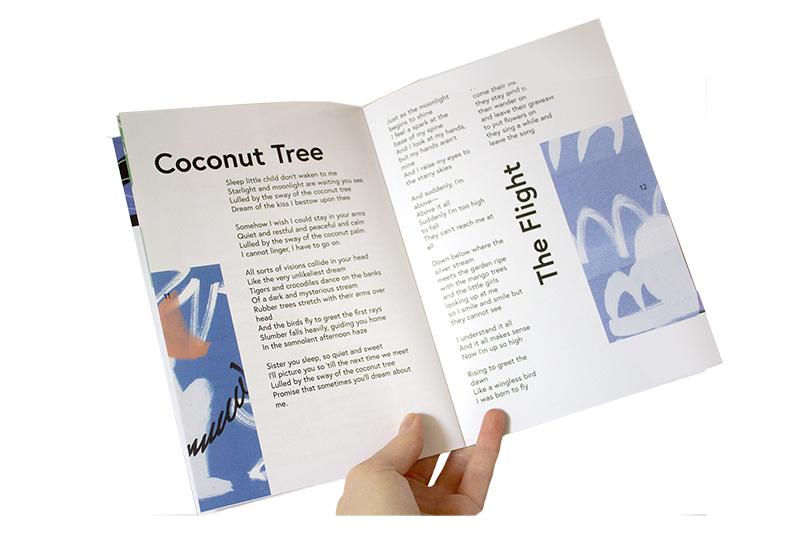 Coconut Tree
Sleep little child don't waken to me
Starlight and moonlight are waiting you see
Lulled by the sway of the coconut tree
Dream of the kiss I bestow upon thee
Somehow I wish I could stay in your arms
Quiet and restful and peaceful and calm
Lulled by the sway of the coconut palm
I cannot linger, I have to go on.
All sorts of visions collide in your head
Like the very unlikeliest dream
Tigers and crocodiles dance on the banks
Of a dark and mysterious stream
Rubber trees stretch with their arms over
head
And the birds fly to greet the first rays
Slumber falls heavily, guiding you home
In the somnolent afternoon haze
Sister you sleep, so quiet and sweet
I'll picture you so 'till the next time we meet
Lulled by the sway of the coconut tree
Promise that sometimes you'll dream about
me.
11
Just as the moonlight
begins to shine
I feel a spark at the
base of my spine
And I look at my hands,
but my hands aren't
mine
And I raise my eyes to
the starry skies
And suddenly, I'm
above—
Above it all
Suddenly I'm too high
to fall
They can't reach me at
all
Down below where the
silver stream
meets the garden ripe
with the mango trees
and the little girls
looking up at me
so I smile and smile but
they cannot see
I understand it all
And it all makes sense
Now I'm up so high
Rising to greet the
dawn
Like a wingless bird
I was born to fly
come their
they stay
then wander on
and leave their
to put flowers on
they sing a while and
leave the song
The Flight
12